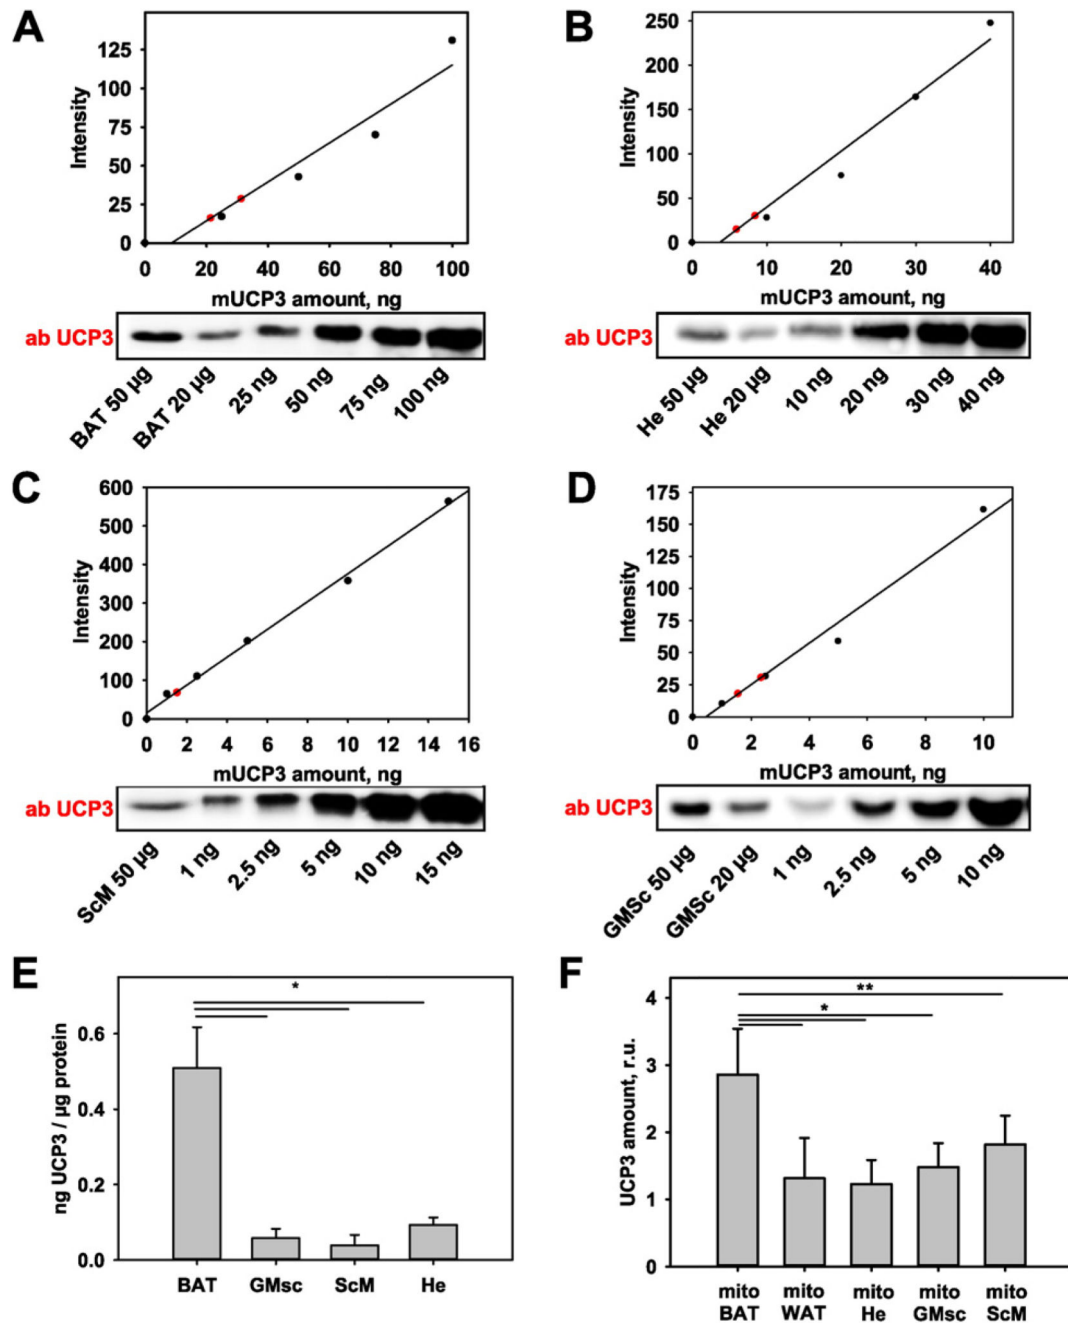 A
Intensity
125
100
75
50
25
0
0 20 40 60 80 100
mUCP3 amount, ng
ab UCP3
BAT 50 µg
BAT 20 µg
25 ng
50 ng
75 ng
100 ng
B
Intensity
250
200
150
100
50
0
0 10 20 30 40
mUCP3 amount, ng
ab UCP3
He 50 µg
He 20 µg
10 ng
20 ng
30 ng
40 ng
C
Intensity
600
500
400
300
200
100
0
0 2 4 6 8 10 12 14 16
mUCP3 amount, ng
ab UCP3
ScM 50 µg
1 ng
2.5 ng
5 ng
10 ng
15 ng
D
Intensity
175
150
125
100
75
50
25
0
0 2 4 6 8 10
mUCP3 amount, ng
ab UCP3
GMSc 50 µg
GMSc 20 µg
1 ng
2.5 ng
5 ng
10 ng
E
ng UCP3 / µg protein
0.6
0.4
0.2
0.0
*
BAT GMsc ScM He
F
UCP3 amount, r.u.
4
3
2
1
0
**
*
mito mito mito mito mito
BAT WAT He GMsc ScM